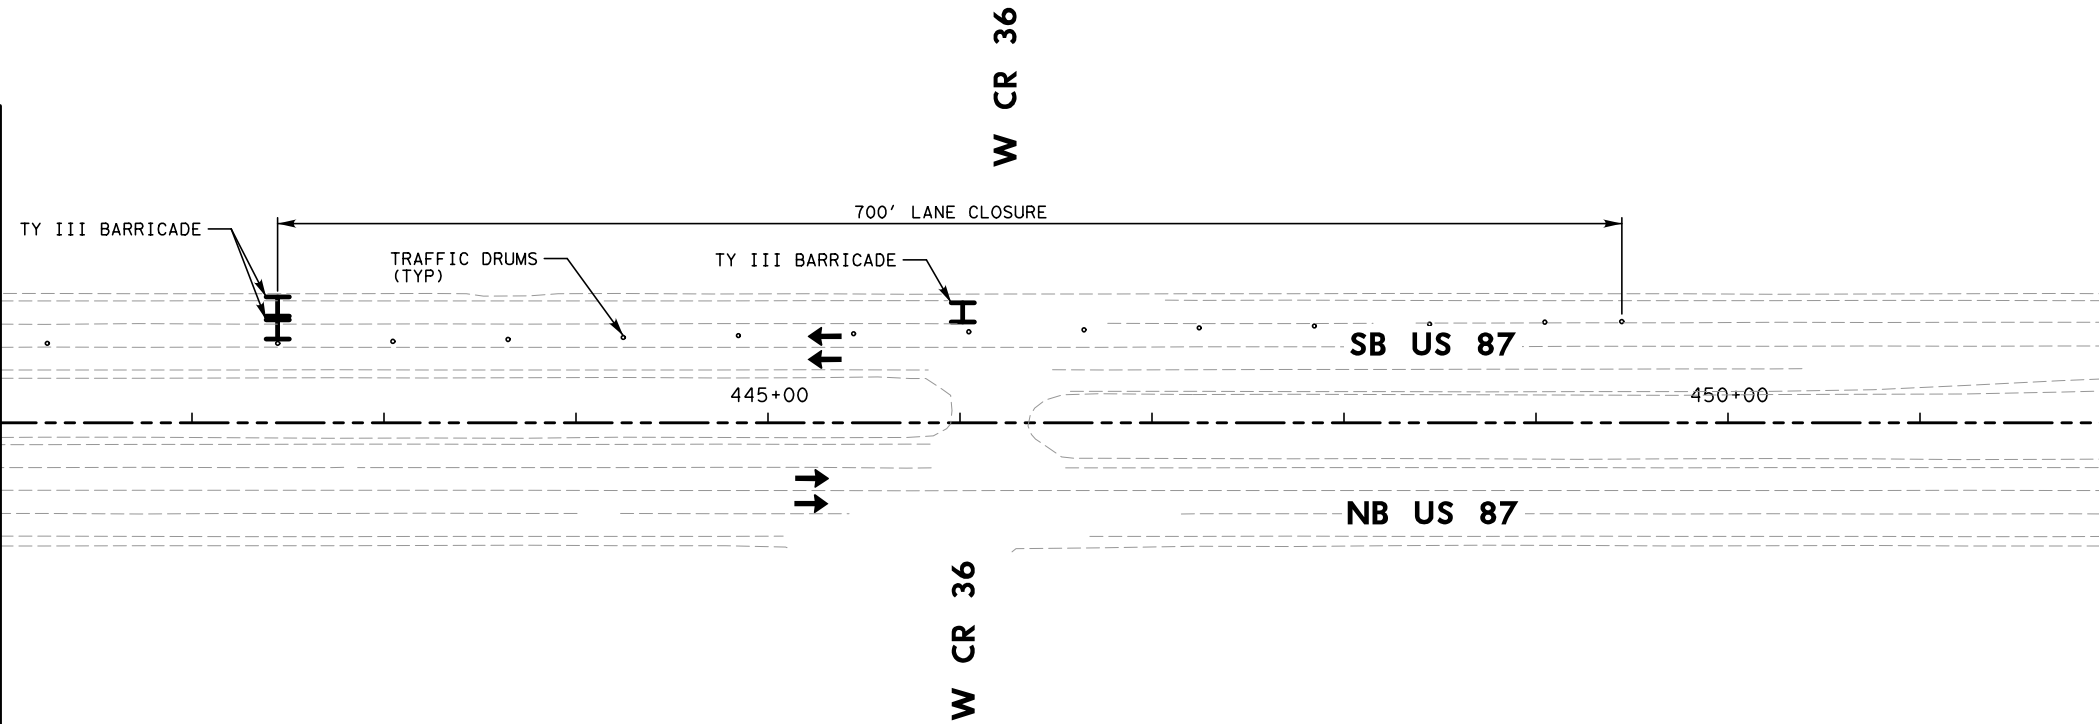 W CR 36
700' LANE CLOSURE
TY III BARRICADE
TRAFFIC DRUMS
(TYP)
TY III BARRICADE
SB US 87
445+00
450+00
NB US 87
W CR 36